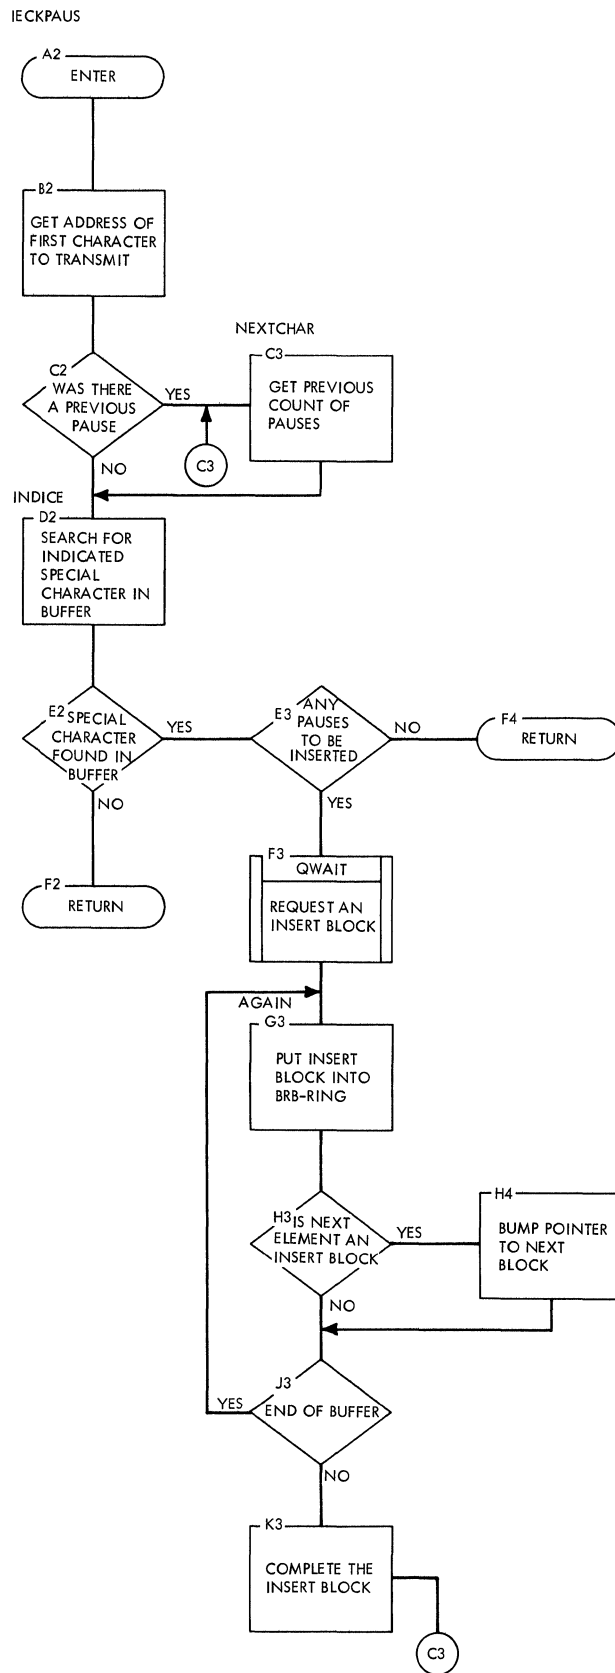 IECKPAUS
A2
ENTER
B2
GET ADDRESS OF
FIRST CHARACTER
TO TRANSMIT
NEXTCHAR
C2
WAS THERE
A PREVIOUS
PAUSE
YES
C3
GET PREVIOUS
COUNT OF
PAUSES
C3
NO
INDICE
D2
SEARCH FOR
INDICATED
SPECIAL
CHARACTER IN
BUFFER
E2
SPECIAL
CHARACTER
FOUND IN
BUFFER
YES
E3
ANY
PAUSES
TO BE
INSERTED
NO
F4
RETURN
NO
YES
F2
RETURN
F3
QWAIT
REQUEST AN
INSERT BLOCK
AGAIN
G3
PUT INSERT
BLOCK INTO
BRB-RING
H3
IS NEXT
ELEMENT AN
INSERT BLOCK
YES
H4
BUMP POINTER
TO NEXT
BLOCK
NO
J3
YES
END OF BUFFER
NO
K3
COMPLETE THE
INSERT BLOCK
C3